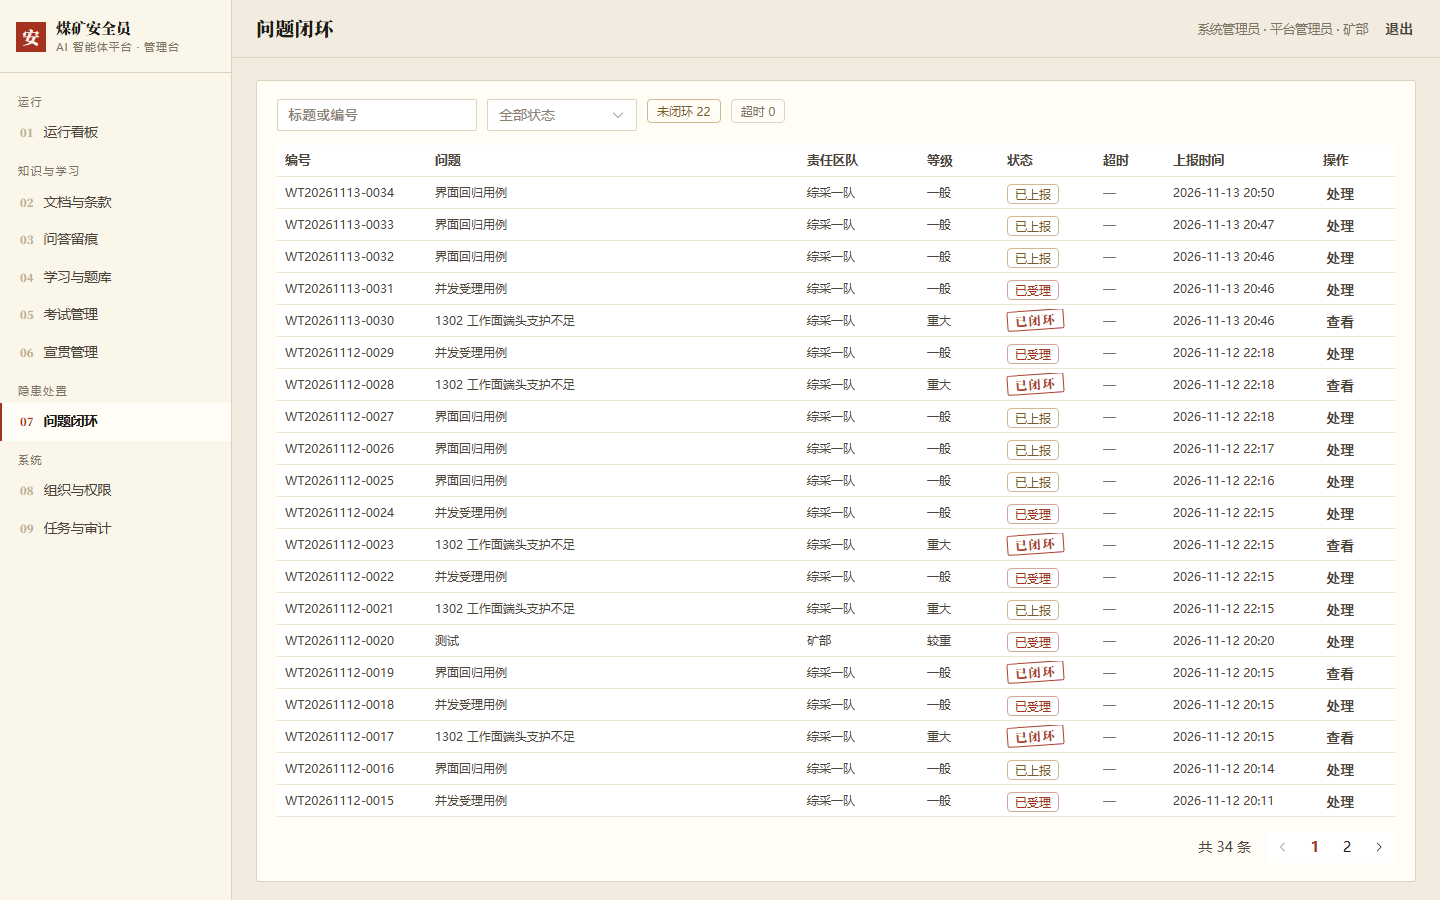 安
煤矿安全员
AI 智能体平台 · 管理台
运行
01 运行看板
知识与学习
02 文档与条款
03 问答留痕
04 学习与题库
05 考试管理
06 宣贯管理
隐患处置
07 问题闭环
系统
08 组织与权限
09 任务与审计
问题闭环
系统管理员 · 平台管理员 · 矿部 退出
标题或编号 全部状态 未闭环 22 超时 0
编号 问题 责任区队 等级 状态 超时 上报时间 操作
WT20261113-0034 界面回归用例 综采一队 一般 已上报 — 2026-11-13 20:50 处理
WT20261113-0033 界面回归用例 综采一队 一般 已上报 — 2026-11-13 20:47 处理
WT20261113-0032 界面回归用例 综采一队 一般 已上报 — 2026-11-13 20:46 处理
WT20261113-0031 并发受理用例 综采一队 一般 已受理 — 2026-11-13 20:46 处理
WT20261113-0030 1302 工作面端头支护不足 综采一队 重大 已闭环 — 2026-11-13 20:46 查看
WT20261112-0029 并发受理用例 综采一队 一般 已受理 — 2026-11-12 22:18 处理
WT20261112-0028 1302 工作面端头支护不足 综采一队 重大 已闭环 — 2026-11-12 22:18 查看
WT20261112-0027 界面回归用例 综采一队 一般 已上报 — 2026-11-12 22:18 处理
WT20261112-0026 界面回归用例 综采一队 一般 已上报 — 2026-11-12 22:17 处理
WT20261112-0025 界面回归用例 综采一队 一般 已上报 — 2026-11-12 22:16 处理
WT20261112-0024 并发受理用例 综采一队 一般 已受理 — 2026-11-12 22:15 处理
WT20261112-0023 1302 工作面端头支护不足 综采一队 重大 已闭环 — 2026-11-12 22:15 查看
WT20261112-0022 并发受理用例 综采一队 一般 已受理 — 2026-11-12 22:15 处理
WT20261112-0021 1302 工作面端头支护不足 综采一队 重大 已上报 — 2026-11-12 22:15 处理
WT20261112-0020 测试 矿部 较重 已受理 — 2026-11-12 20:20 处理
WT20261112-0019 界面回归用例 综采一队 一般 已闭环 — 2026-11-12 20:15 查看
WT20261112-0018 并发受理用例 综采一队 一般 已受理 — 2026-11-12 20:15 处理
WT20261112-0017 1302 工作面端头支护不足 综采一队 重大 已闭环 — 2026-11-12 20:15 查看
WT20261112-0016 界面回归用例 综采一队 一般 已上报 — 2026-11-12 20:14 处理
WT20261112-0015 并发受理用例 综采一队 一般 已受理 — 2026-11-12 20:11 处理
共 34 条 1 2